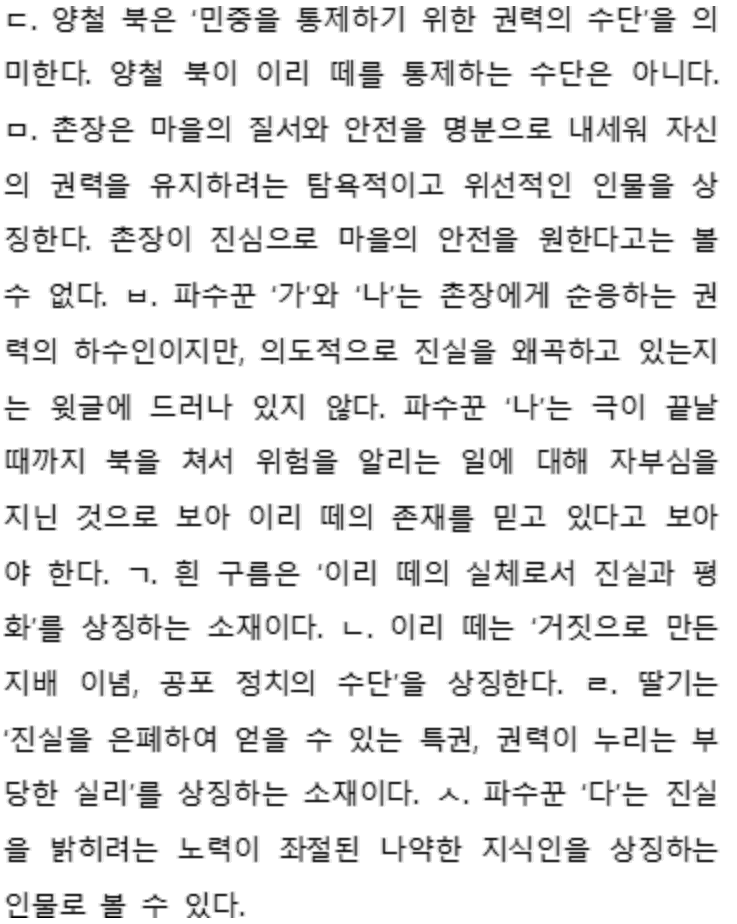 ㄷ. 양철 북은 ‘민중을 통제하기 위한 권력의 수단’을 의
미한다. 양철 북이 이리 떼를 통제하는 수단은 아니다.
ㅁ. 촌장은 마을의 질서와 안전을 명분으로 내세워 자신
의 권력을 유지하려는 탐욕적이고 위선적인 인물을 상
징한다. 촌장이 진심으로 마을의 안전을 원한다고는 볼
수 없다. ㅂ. 파수꾼 ‘가’와 ‘나’는 촌장에게 순응하는 권
력의 하수인이지만, 의도적으로 진실을 왜곡하고 있는지
는 윗글에 드러나 있지 않다. 파수꾼 ‘나’는 극이 끝날
때까지 북을 쳐서 위험을 알리는 일에 대해 자부심을
지닌 것으로 보아 이리 떼의 존재를 믿고 있다고 보아
야 한다. ㄱ. 흰 구름은 ‘이리 떼의 실체로서 진실과 평
화’를 상징하는 소재이다. ㄴ. 이리 떼는 ‘거짓으로 만든
지배 이념, 공포 정치의 수단’을 상징한다. ㄹ. 딸기는
‘진실을 은폐하여 얻을 수 있는 특권, 권력이 누리는 부
당한 실리’를 상징하는 소재이다. ㅅ. 파수꾼 ‘다’는 진실
을 밝히려는 노력이 좌절된 나약한 지식인을 상징하는
인물로 볼 수 있다.